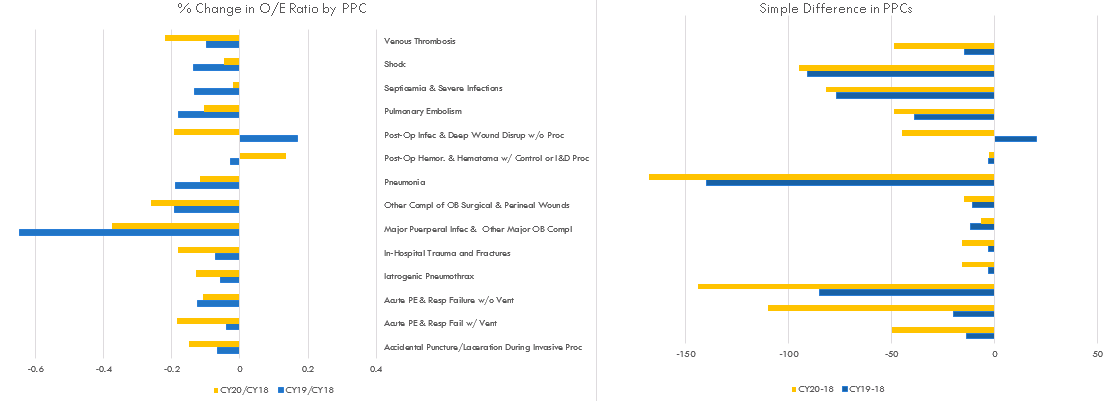 % Change in O/E Ratio by PPC
Venous Thrombosis
Shock
Septicemia & Severe Infections
Pulmonary Embolism
Post-Op Infec & Deep Wound Disrup w/o Proc
Post-Op Hemor. & Hematoma w/ Control or I&D Proc
Pneumonia
Other Compl of OB Surgical & Perineal Wounds
Major Puerperal Infec & Other Major OB Compl
In-Hospital Trauma and Fractures
Iatrogenic Pneumothrax
Acute PE & Resp Failure w/o Vent
Acute PE & Resp Fail w/ Vent
Accidental Puncture/Laceration During Invasive Proc
-0.6 -0.4 -0.2 0 0.2 0.4
CY20/CY18 CY19/CY18
Simple Difference in PPCs
-150 -100 -50 0 50
CY20-18 CY19-18